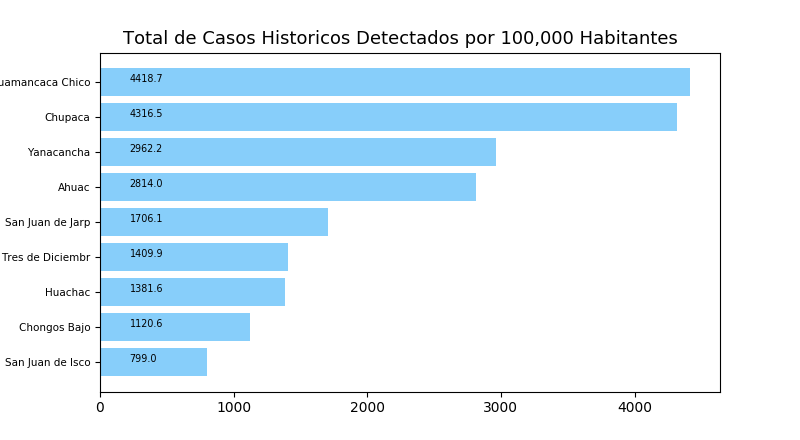 Total de Casos Historicos Detectados por 100,000 Habitantes
uamancaca Chico 4418.7
Chupaca 4316.5
Yanacancha 2962.2
Ahuac 2814.0
San Juan de Jarp 1706.1
Tres de Diciembr 1409.9
Huachac 1381.6
Chongos Bajo 1120.6
San Juan de Isco 799.0
0 1000 2000 3000 4000